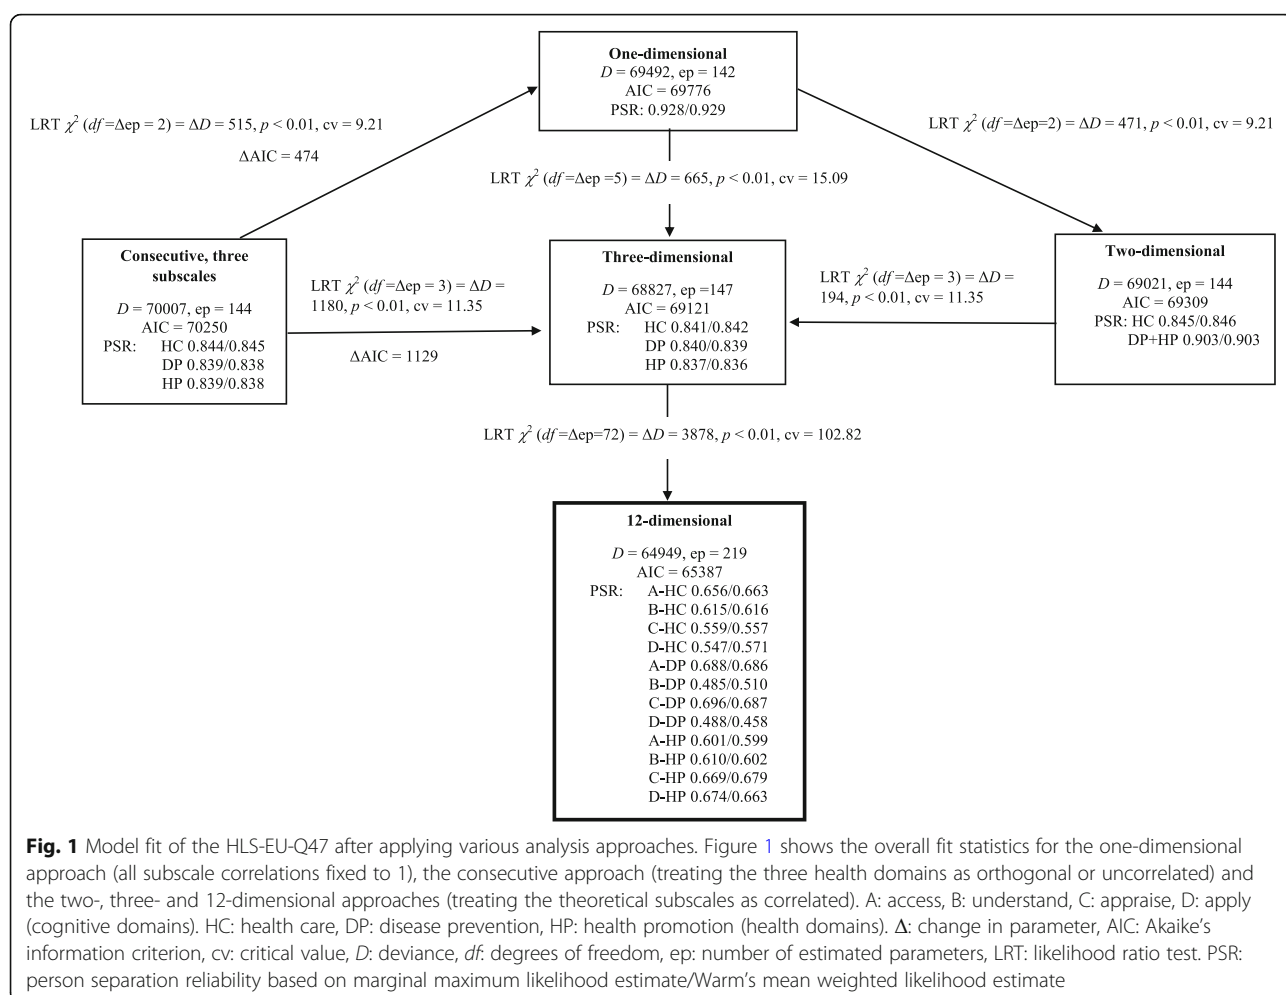 One-dimensional
D = 69492, ep = 142
AIC = 69776
PSR: 0.928/0.929
LRT χ² (df =Δep = 2) = ΔD = 515, p < 0.01, cv = 9.21
ΔAIC = 474
LRT χ² (df =Δep=2) = ΔD = 471, p < 0.01, cv = 9.21
LRT χ² (df =Δep =5) = ΔD = 665, p < 0.01, cv = 15.09
Consecutive, three
subscales
D = 70007, ep = 144
AIC = 70250
PSR: HC 0.844/0.845
DP 0.839/0.838
HP 0.839/0.838
LRT χ² (df =Δep = 3) = ΔD =
1180, p < 0.01, cv = 11.35
ΔAIC = 1129
Three-dimensional
D = 68827, ep =147
AIC = 69121
PSR: HC 0.841/0.842
DP 0.840/0.839
HP 0.837/0.836
LRT χ² (df =Δep = 3) = ΔD =
194, p < 0.01, cv = 11.35
Two-dimensional
D = 69021, ep = 144
AIC = 69309
PSR: HC 0.845/0.846
DP+HP 0.903/0.903
LRT χ² (df =Δep=72) = ΔD = 3878, p < 0.01, cv = 102.82
12-dimensional
D = 64949, ep = 219
AIC = 65387
PSR: A-HC 0.656/0.663
B-HC 0.615/0.616
C-HC 0.559/0.557
D-HC 0.547/0.571
A-DP 0.688/0.686
B-DP 0.485/0.510
C-DP 0.696/0.687
D-DP 0.488/0.458
A-HP 0.601/0.599
B-HP 0.610/0.602
C-HP 0.669/0.679
D-HP 0.674/0.663
Fig. 1 Model fit of the HLS-EU-Q47 after applying various analysis approaches. Figure 1 shows the overall fit statistics for the one-dimensional
approach (all subscale correlations fixed to 1), the consecutive approach (treating the three health domains as orthogonal or uncorrelated) and
the two-, three- and 12-dimensional approaches (treating the theoretical subscales as correlated). A: access, B: understand, C: appraise, D: apply
(cognitive domains). HC: health care, DP: disease prevention, HP: health promotion (health domains). Δ: change in parameter, AIC: Akaike's
information criterion, cv: critical value, D: deviance, df: degrees of freedom, ep: number of estimated parameters, LRT: likelihood ratio test. PSR:
person separation reliability based on marginal maximum likelihood estimate/Warm's mean weighted likelihood estimate